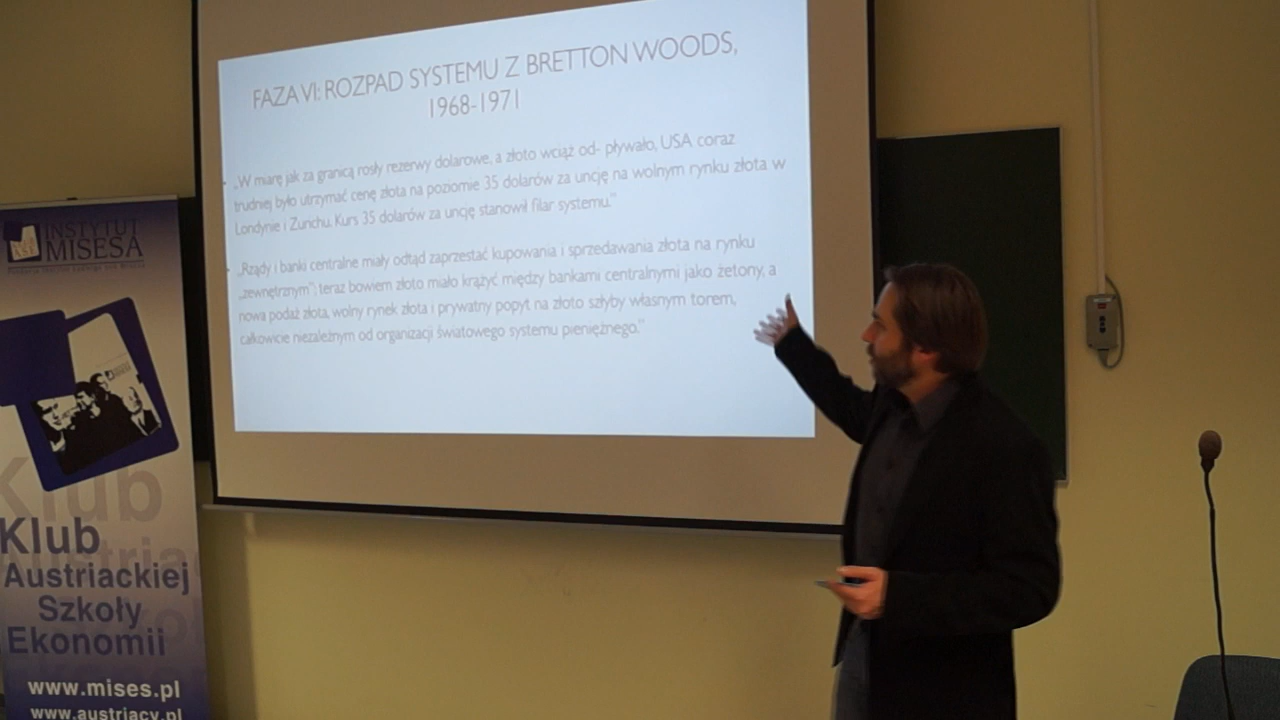 FAZA VI: ROZPAD SYSTEMU Z BRETTON WOODS,
1968-1971
„W miarę jak za granicą rosły rezerwy dolarowe, a złoto wciąż od- pływało, USA coraz
trudniej było utrzymać cenę złota na poziomie 35 dolarów za uncję na wolnym rynku złota w
Londynie i Zurichu. Kurs 35 dolarów za uncję stanowił filar systemu."
„Rządy i banki centralne miały odtąd zaprzestać kupowania i sprzedawania złota na rynku
„zewnętrznym"; teraz bowiem złoto miało krążyć między bankami centralnymi jako żetony, a
nowa podaż złota, wolny rynek złota i prywatny popyt na złoto szłyby własnym torem,
całkowicie niezależnym od organizacji światowego systemu pieniężnego."
INSTYTUT
MISESA
Klub
Klub
Austriackiej
Szkoły
Ekonomii
www.mises.pl
www.austriacy.pl